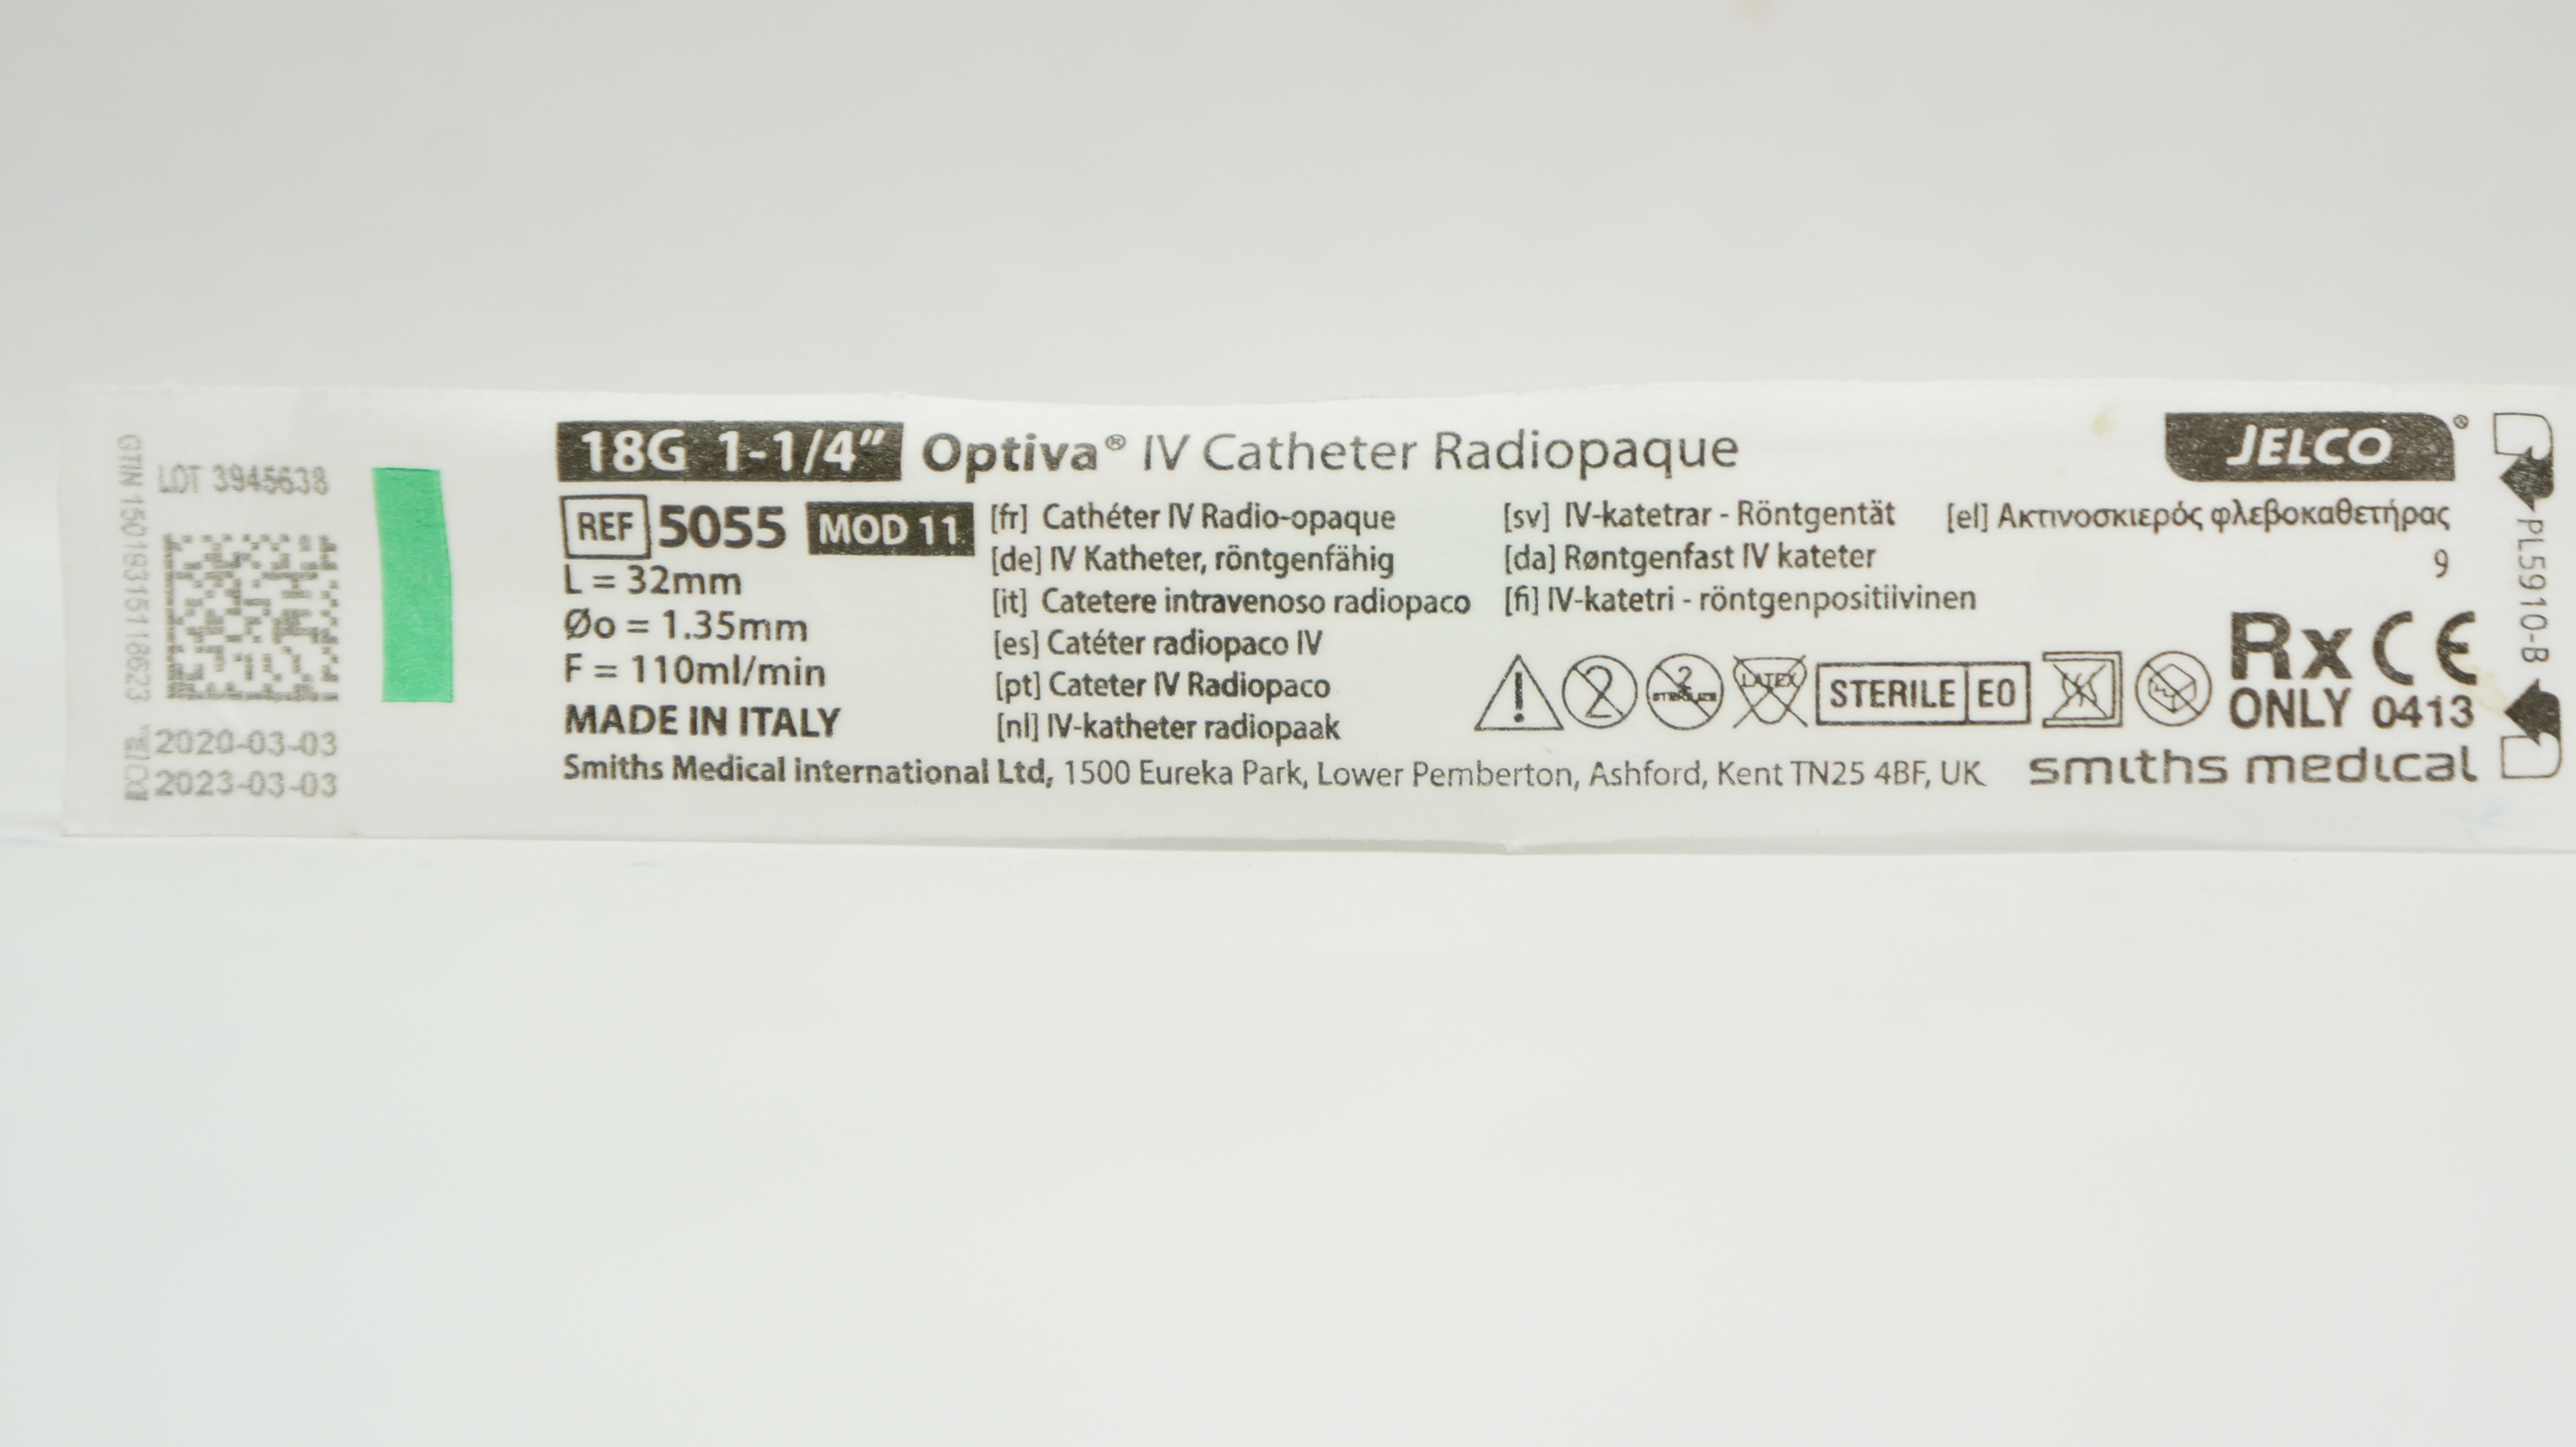 GTIN 15019315118623
LOT 3945638
2020-03-03
2023-03-03
18G 1-1/4" Optiva® IV Catheter Radiopaque
JELCO®
REF 5055 MOD 11
L = 32mm
Øo = 1.35mm
F = 110ml/min
MADE IN ITALY
[fr] Cathéter IV Radio-opaque
[de] IV Katheter, röntgenfähig
[it] Catetere intravenoso radiopaco
[es] Catéter radiopaco IV
[pt] Cateter IV Radiopaco
[nl] IV-katheter radiopaak
[sv] IV-katetrar - Röntgentät
[da] Røntgenfast IV kateter
[fi] IV-katetri - röntgenpositiivinen
[el] Ακτινοσκιερός φλεβοκαθετήρας
9
2
2 STERILIZE
LATEX
STERILE EO
Rx ONLY
CE 0413
Smiths Medical International Ltd, 1500 Eureka Park, Lower Pemberton, Ashford, Kent TN25 4BF, UK
smiths medical
PL5910-B